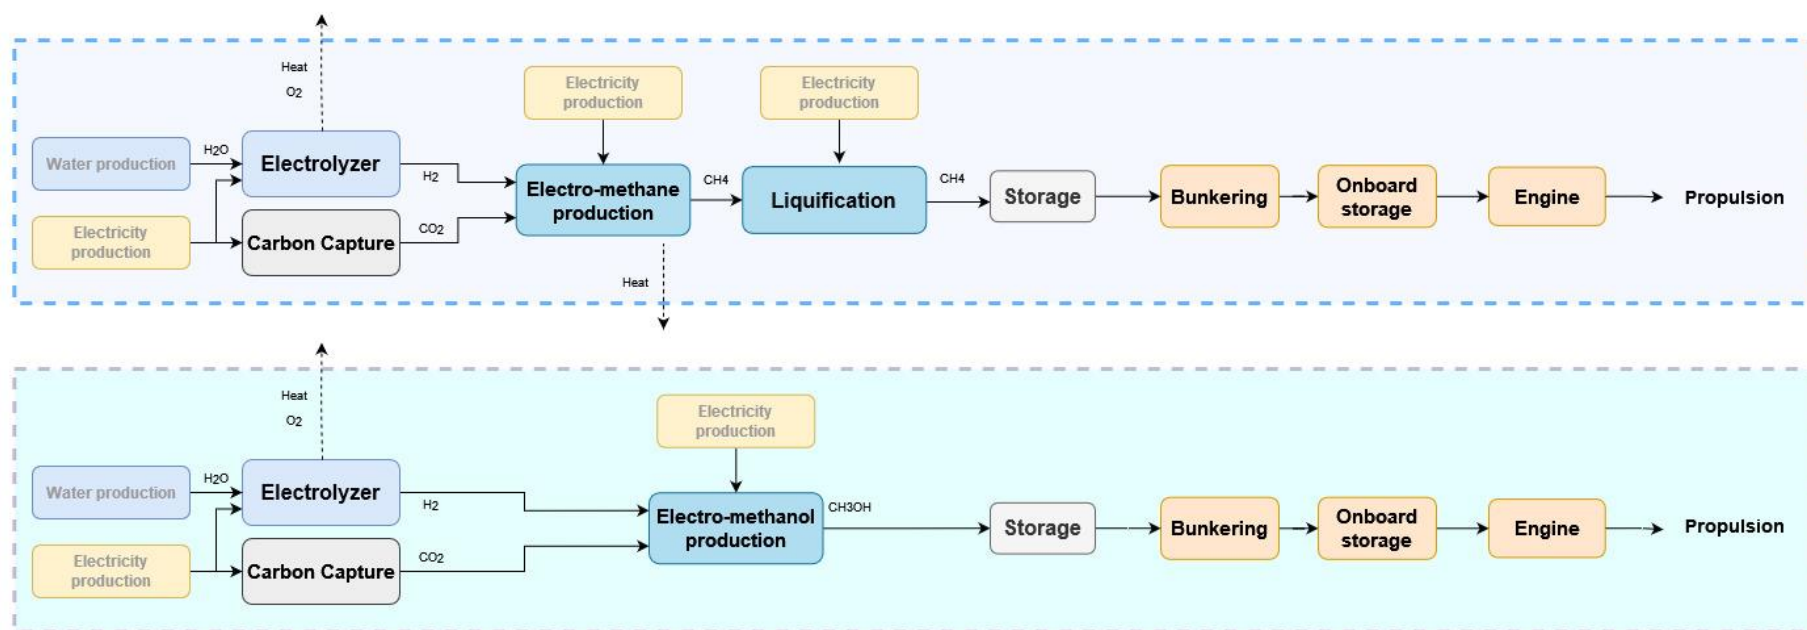 Heat
O2
Electricity
production
Electricity
production
Water production
H2O
Electrolyzer
H2
Electro-methane
production
CH4
Liquification
CH4
Storage
Bunkering
Onboard
storage
Engine
Propulsion
Electricity
production
Carbon Capture
CO2
Heat
Heat
O2
Electricity
production
Water production
H2O
Electrolyzer
H2
Electro-methanol
production
CH3OH
Storage
Bunkering
Onboard
storage
Engine
Propulsion
Electricity
production
Carbon Capture
CO2